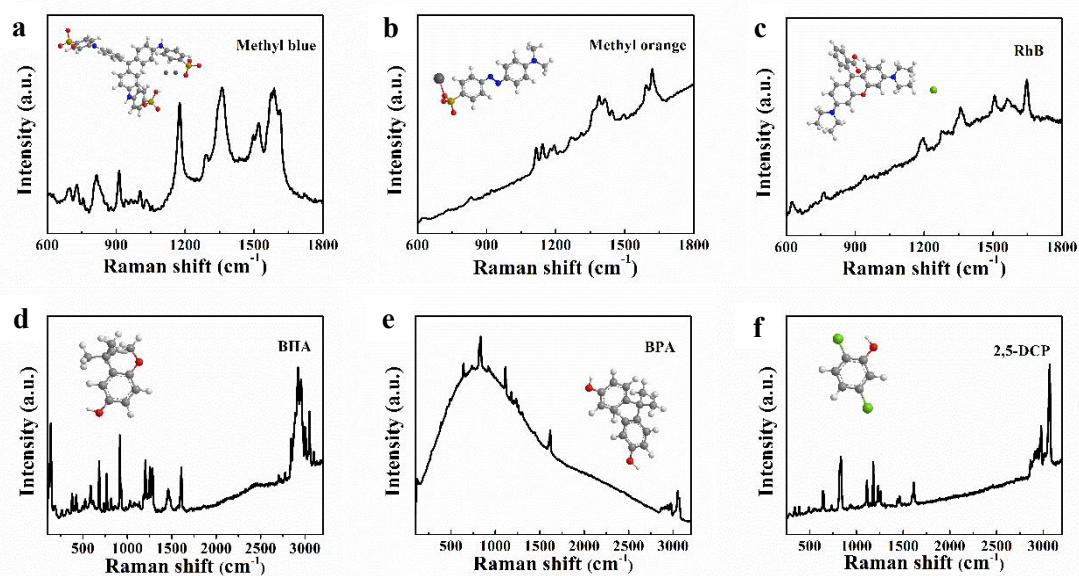 a
Methyl blue
Intensity (a.u.)
600 900 1200 1500 1800
Raman shift (cm-1)
b
Methyl orange
Intensity (a.u.)
600 900 1200 1500 1800
Raman shift (cm-1)
c
RhB
Intensity (a.u.)
600 900 1200 1500 1800
Raman shift (cm-1)
d
BHA
Intensity (a.u.)
500 1000 1500 2000 2500 3000
Raman shift (cm-1)
e
BPA
Intensity (a.u.)
500 1000 1500 2000 2500 3000
Raman shift (cm-1)
f
2,5-DCP
Intensity (a.u.)
500 1000 1500 2000 2500 3000
Raman shift (cm-1)